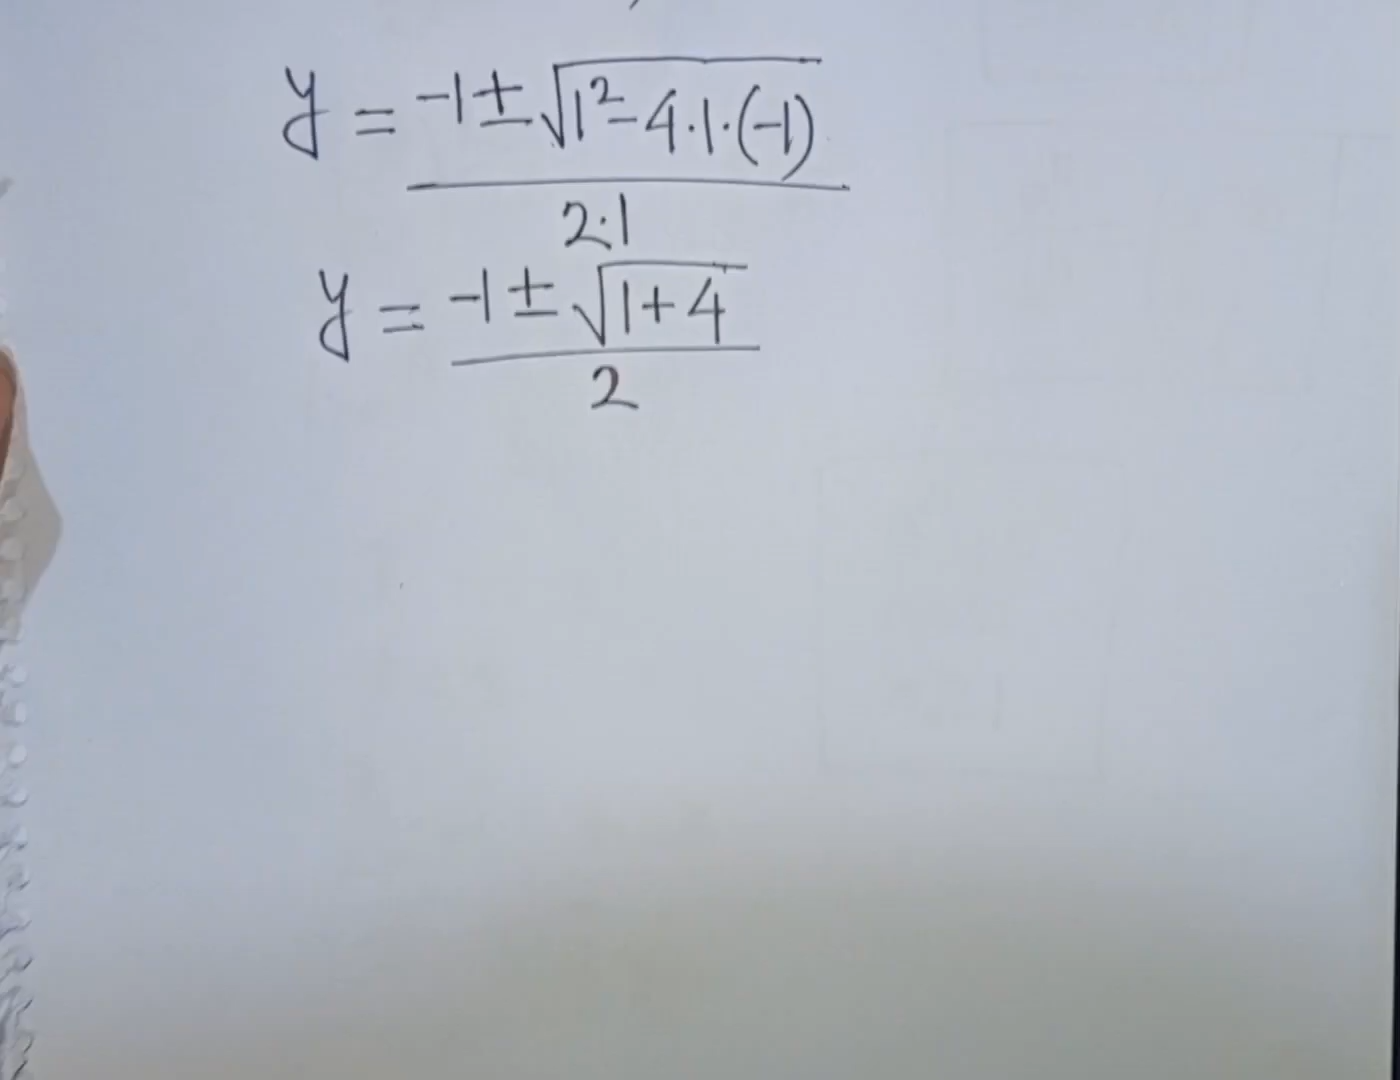 y = (-1 ± √(1² - 4·1·(-1))) / (2·1)
y = (-1 ± √(1 + 4)) / 2